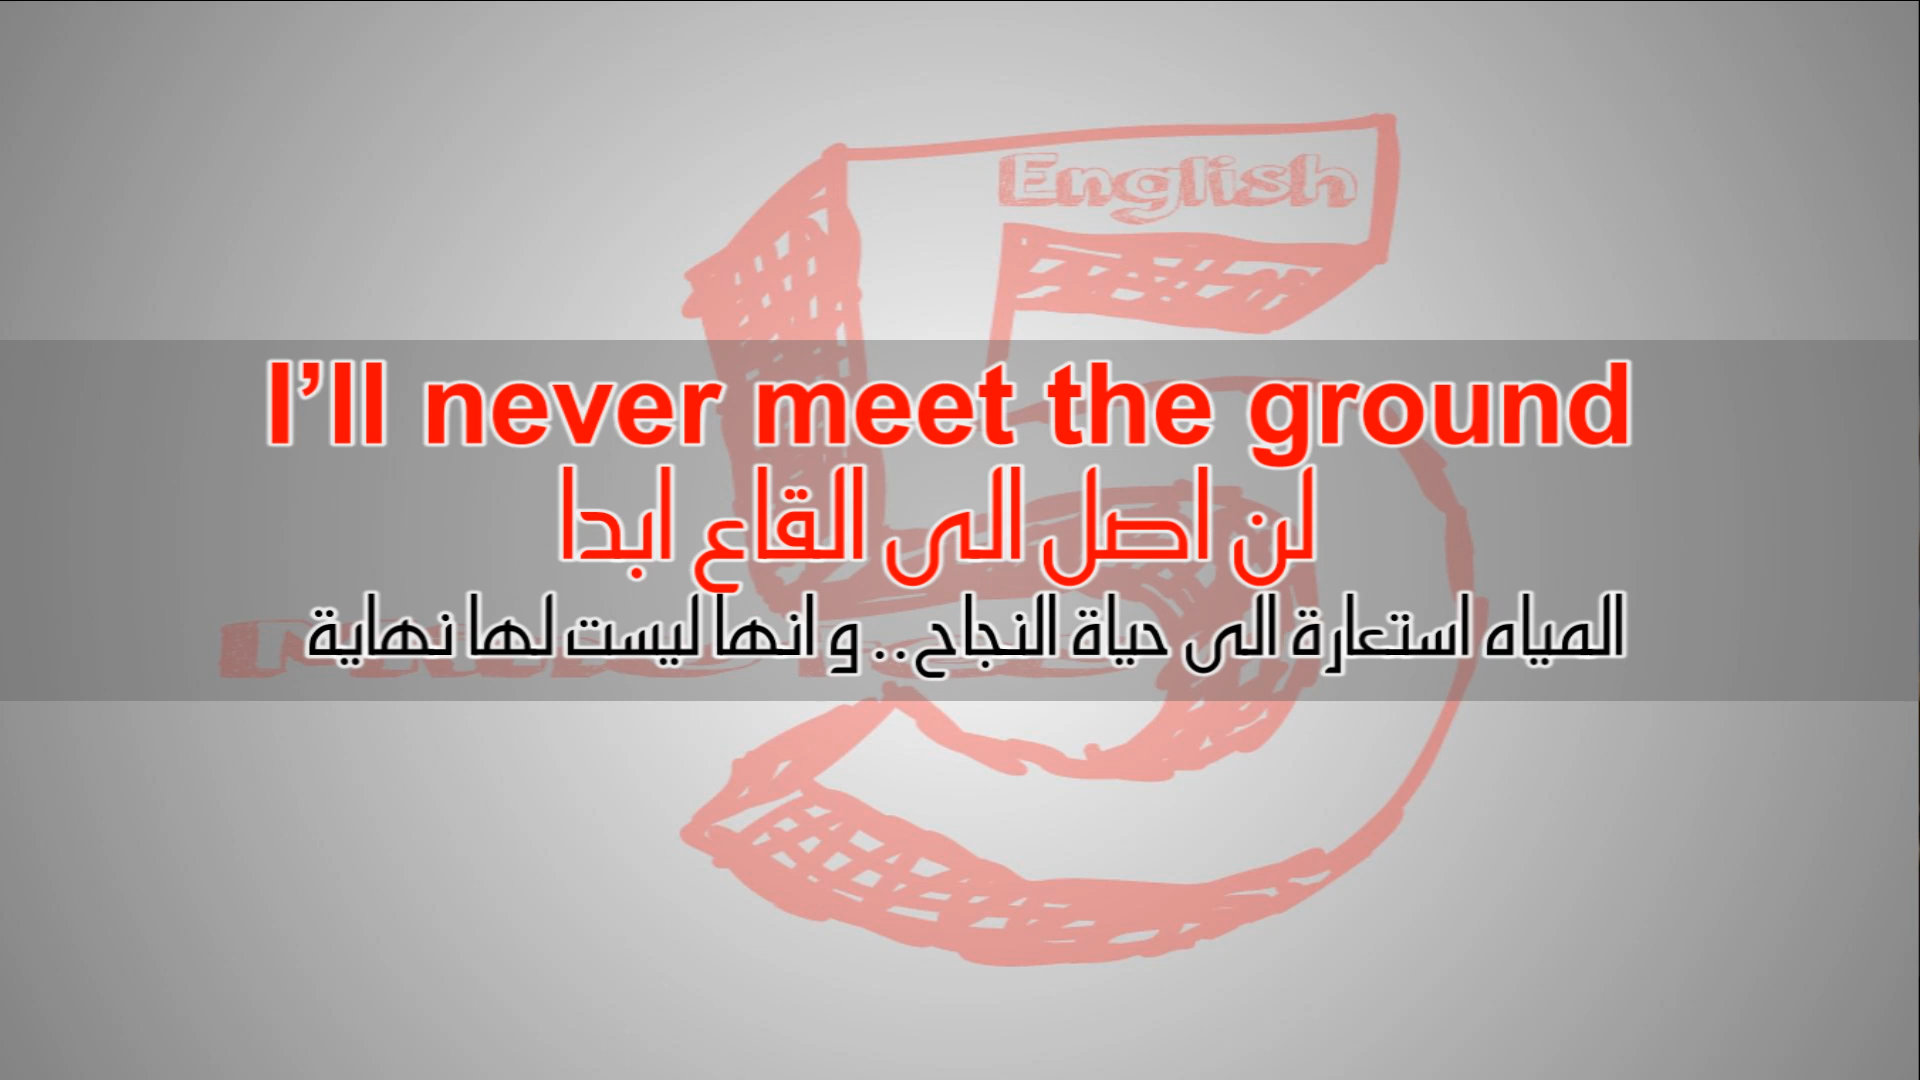 English
I’ll never meet the ground
لن اصل الى القاع ابدا
المياه استعارة الى حياة النجاح.. و انها ليست لها نهاية